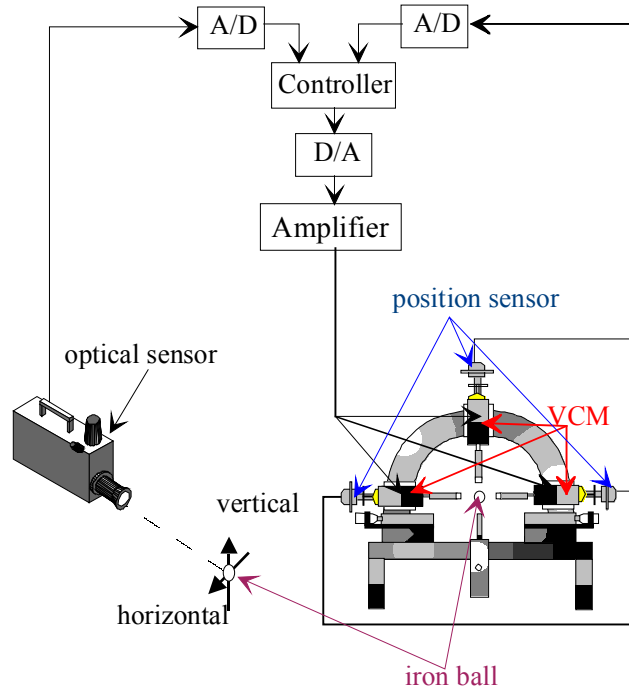 A/D
A/D
Controller
D/A
Amplifier
position sensor
optical sensor
VCM
vertical
horizontal
iron ball